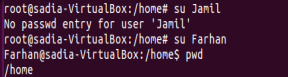 root@sadia-VirtualBox:/home# su Jamil
No passwd entry for user 'Jamil'
root@sadia-VirtualBox:/home# su Farhan
Farhan@sadia-VirtualBox:/home$ pwd
/home